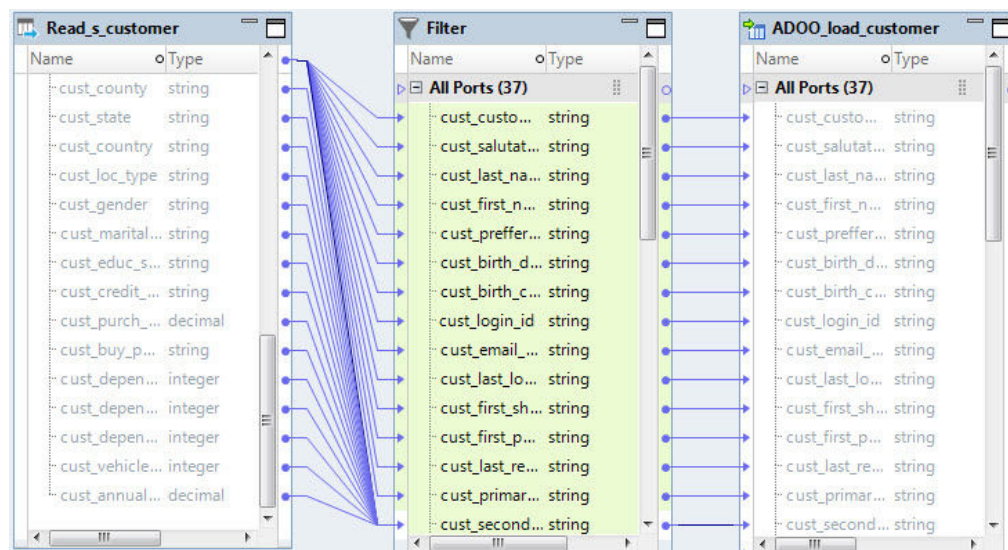 Read_s_customer
Name Type
cust_county string
cust_state string
cust_country string
cust_loc_type string
cust_gender string
cust_marital... string
cust_educ_s... string
cust_credit_... string
cust_purch_... decimal
cust_buy_p... string
cust_depen... integer
cust_depen... integer
cust_depen... integer
cust_vehicle... integer
cust_annual... decimal
Filter
Name Type
All Ports (37)
cust_custo... string
cust_salutat... string
cust_last_na... string
cust_first_n... string
cust_preffer... string
cust_birth_d... string
cust_birth_c... string
cust_login_id string
cust_email_... string
cust_last_lo... string
cust_first_sh... string
cust_first_p... string
cust_last_re... string
cust_primar... string
cust_second... string
ADOO_load_customer
Name Type
All Ports (37)
cust_custo... string
cust_salutat... string
cust_last_na... string
cust_first_n... string
cust_preffer... string
cust_birth_d... string
cust_birth_c... string
cust_login_id string
cust_email_... string
cust_last_lo... string
cust_first_sh... string
cust_first_p... string
cust_last_re... string
cust_primar... string
cust_second... string